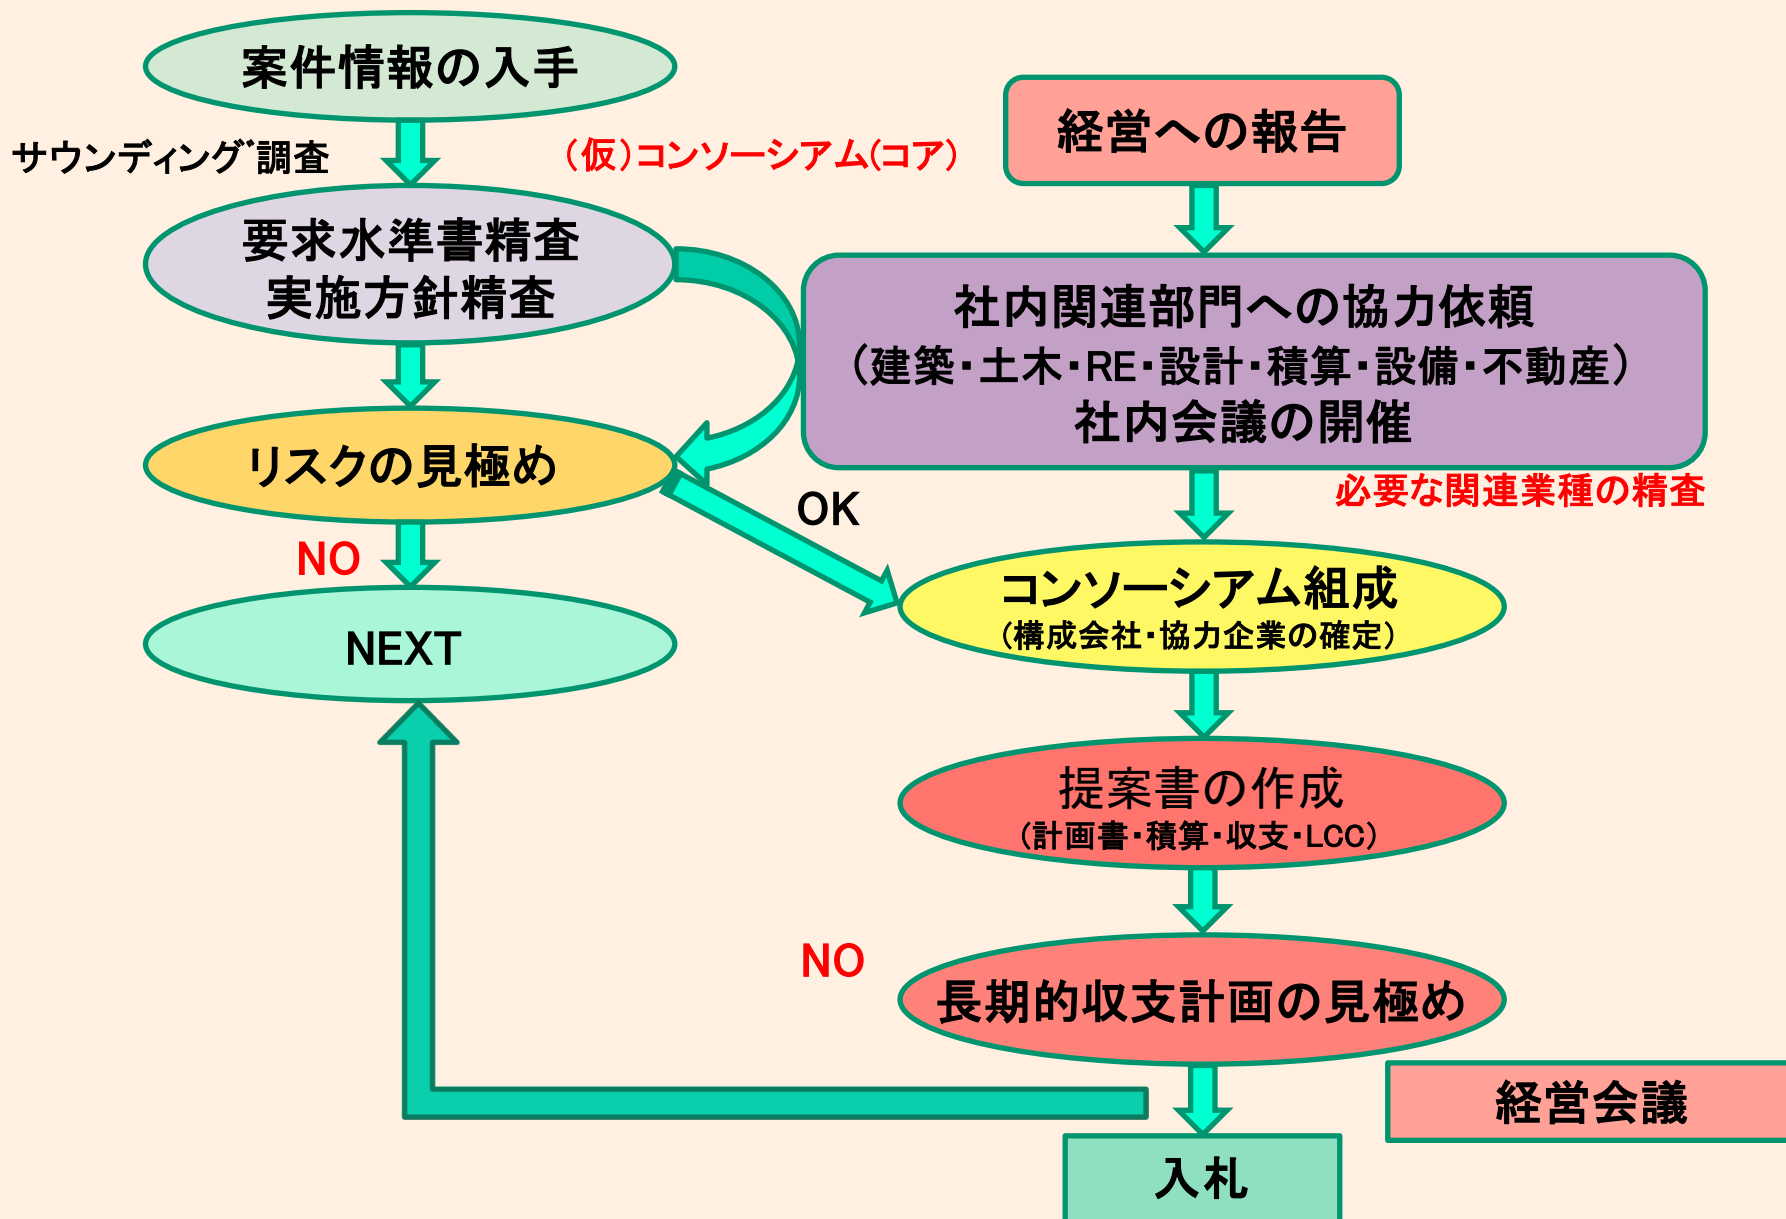 案件情報の入手
サウンディング゛調査
（仮）コンソーシアム(コア）
経営への報告
要求水準書精査
実施方針精査
社内関連部門への協力依頼
（建築・土木・RE・設計・積算・設備・不動産）
社内会議の開催
リスクの見極め
必要な関連業種の精査
OK
NO
コンソーシアム組成
（構成会社・協力企業の確定）
NEXT
提案書の作成
（計画書・積算・収支・LCC）
NO
長期的収支計画の見極め
経営会議
入札